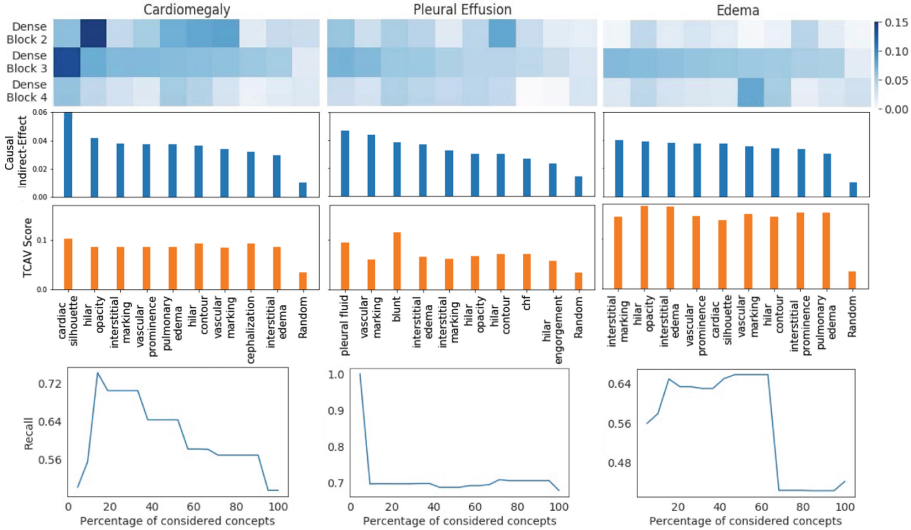 Cardiomegaly
Pleural Effusion
Edema
Dense
Block 2
Dense
Block 3
Dense
Block 4
0.15
0.10
0.05
0.00
Causal
Indirect-Effect
0.06
0.04
0.02
0.00
TCAV Score
0.1
0.0
cardiac
silhouette
hilar
opacity
interstitial
marking
vascular
prominence
pulmonary
edema
hilar
contour
vascular
marking
cephalization
interstitial
edema
Random
pleural fluid
vascular
marking
blunt
interstitial
edema
interstitial
marking
hilar
opacity
hilar
contour
chf
hilar
engorgement
Random
interstitial
marking
hilar
opacity
interstitial
edema
vascular
prominence
cardiac
silhouette
vascular
marking
hilar
contour
interstitial
prominence
pulmonary
edema
Random
Recall
0.72
0.64
0.56
0 20 40 60 80 100
Percentage of considered concepts
1.0
0.9
0.8
0.7
0 20 40 60 80 100
Percentage of considered concepts
0.64
0.56
0.48
20 40 60 80 100
Percentage of considered concepts